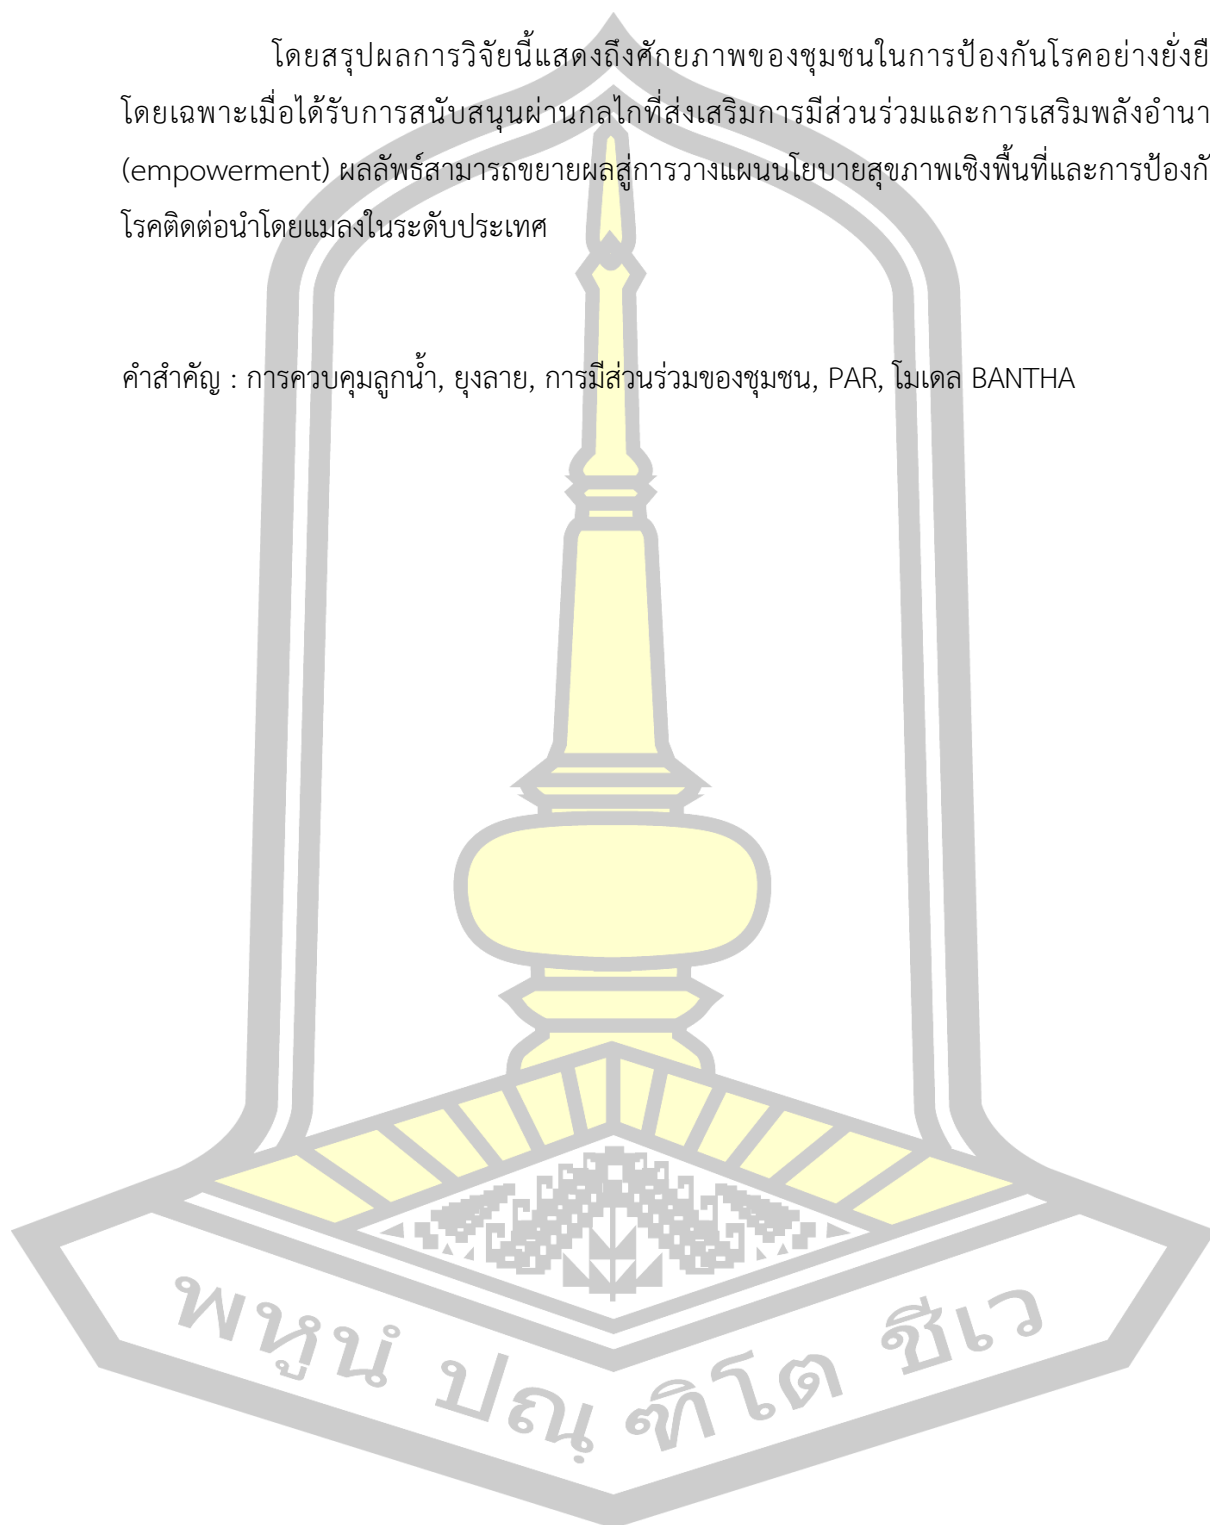 โดยสรุปผลการวิจัยนี้แสดงถึงศักยภาพของชุมชนในการป้องกันโรคอย่างยั่งยื
โดยเฉพาะเมื่อได้รับการสนับสนุนผ่านกลไกที่ส่งเสริมการมีส่วนร่วมและการเสริมพลังอำนา
(empowerment) ผลลัพธ์สามารถขยายผลสู่การวางแผนนโยบายสุขภาพเชิงพื้นที่และการป้องกั
โรคติดต่อนำโดยแมลงในระดับประเทศ
คำสำคัญ : การควบคุมลูกน้ำ, ยุงลาย, การมีส่วนร่วมของชุมชน, PAR, โมเดล BANTHA
พหูนํ ปณฺ ฑิโต ชีเว